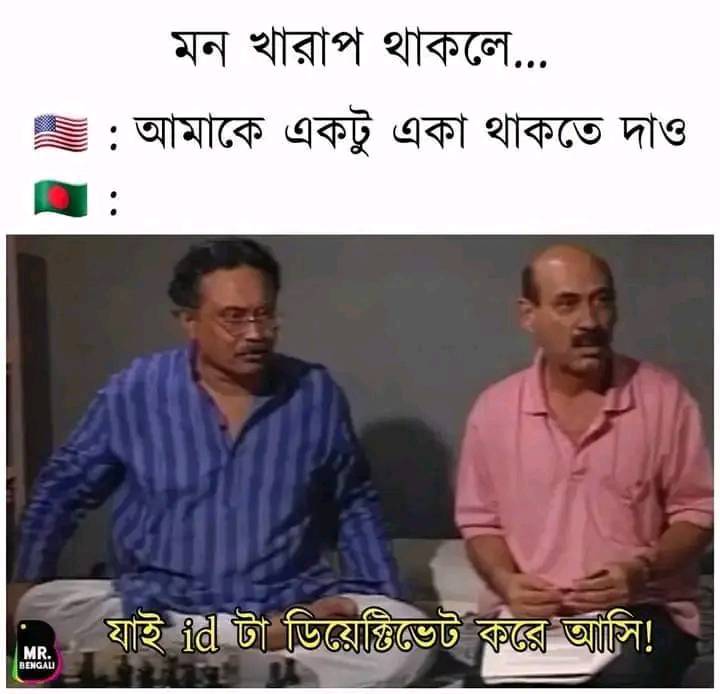 মন খারাপ থাকলে...
: আমাকে একটু একা থাকতে দাও
:
যাই id টা ডিয়েক্টিভেট করে আসি!
MR.
BENGALI